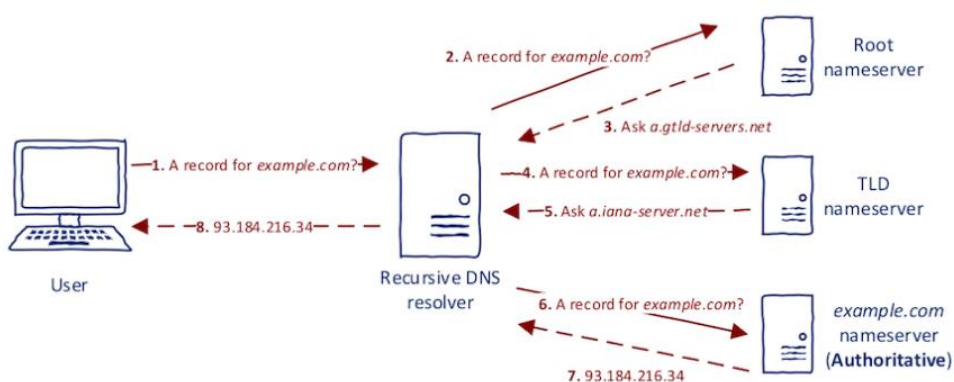 2. A record for example.com?
Root
nameserver
3. Ask a.gtld-servers.net
1. A record for example.com?
4. A record for example.com?
TLD
nameserver
5. Ask a.iana-server.net
8. 93.184.216.34
User
Recursive DNS
resolver
6. A record for example.com?
example.com
nameserver
(Authoritative)
7. 93.184.216.34